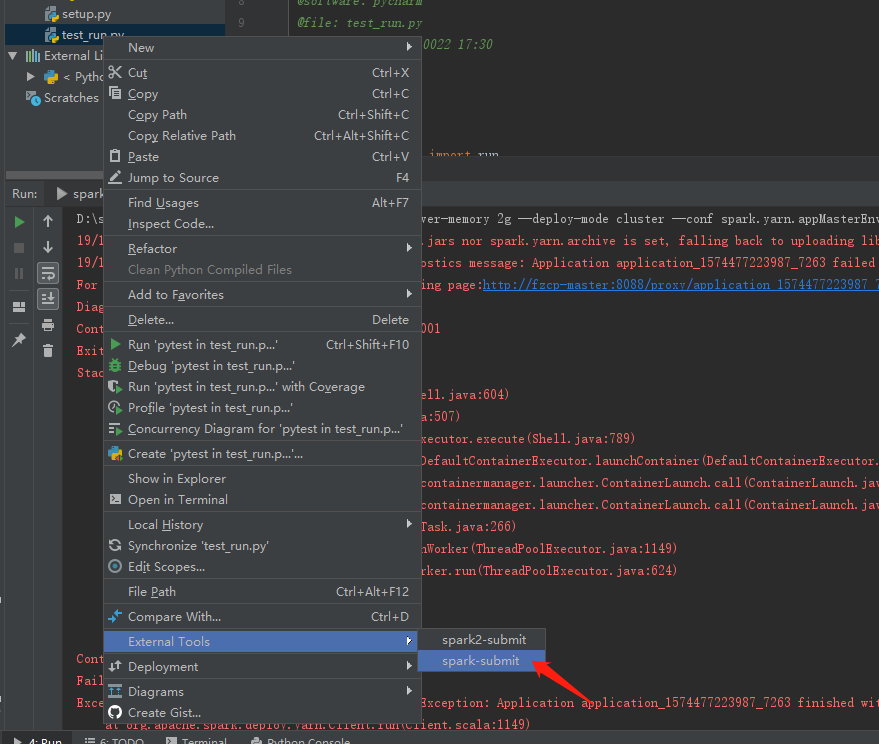 setup.py
8 @software: pycharm
9 @file: test_run.py
test_run.py
0022 17:30
External Li
< Pytho
Scratches
import run
New
Cut Ctrl+X
Copy Ctrl+C
Copy Path Ctrl+Shift+C
Copy Relative Path Ctrl+Alt+Shift+C
Paste Ctrl+V
Jump to Source F4
Find Usages Alt+F7
Inspect Code...
Refactor
Clean Python Compiled Files
Add to Favorites
Delete... Delete
Run 'pytest in test_run.p...' Ctrl+Shift+F10
Debug 'pytest in test_run.p...'
Run 'pytest in test_run.p...' with Coverage
Profile 'pytest in test_run.p...'
Concurrency Diagram for 'pytest in test_run.p...'
Create 'pytest in test_run.p...'...
Show in Explorer
Open in Terminal
Local History
Synchronize 'test_run.py'
Edit Scopes...
File Path Ctrl+Alt+F12
Compare With... Ctrl+D
External Tools
Deployment
Diagrams
Create Gist...
spark2-submit
spark-submit
Run: spark
D:\s
ver-memory 2g --deploy-mode cluster --conf spark.yarn.appMasterEnv
19/1
.jars nor spark.yarn.archive is set, falling back to uploading lib
19/1
ostics message: Application application_1574477223987_7263 failed
For
ing page:http://fzcp-master:8088/proxy/application_1574477223987_7
Diag
Cont
001
Exit
Stac
ell.java:604)
a:507)
xecutor.execute(Shell.java:789)
DefaultContainerExecutor.launchContainer(DefaultContainerExecutor.
containermanager.launcher.ContainerLaunch.call(ContainerLaunch.jav
containermanager.launcher.ContainerLaunch.call(ContainerLaunch.jav
Task.java:266)
nWorker(ThreadPoolExecutor.java:1149)
rker.run(ThreadPoolExecutor.java:624)
Cont
Fail
Exce
Exception: Application application_1574477223987_7263 finished wit
at org.apache.spark.deploy.yarn.Client.run(Client.scala:1149)
4: Run 6: TODO Terminal Python Console